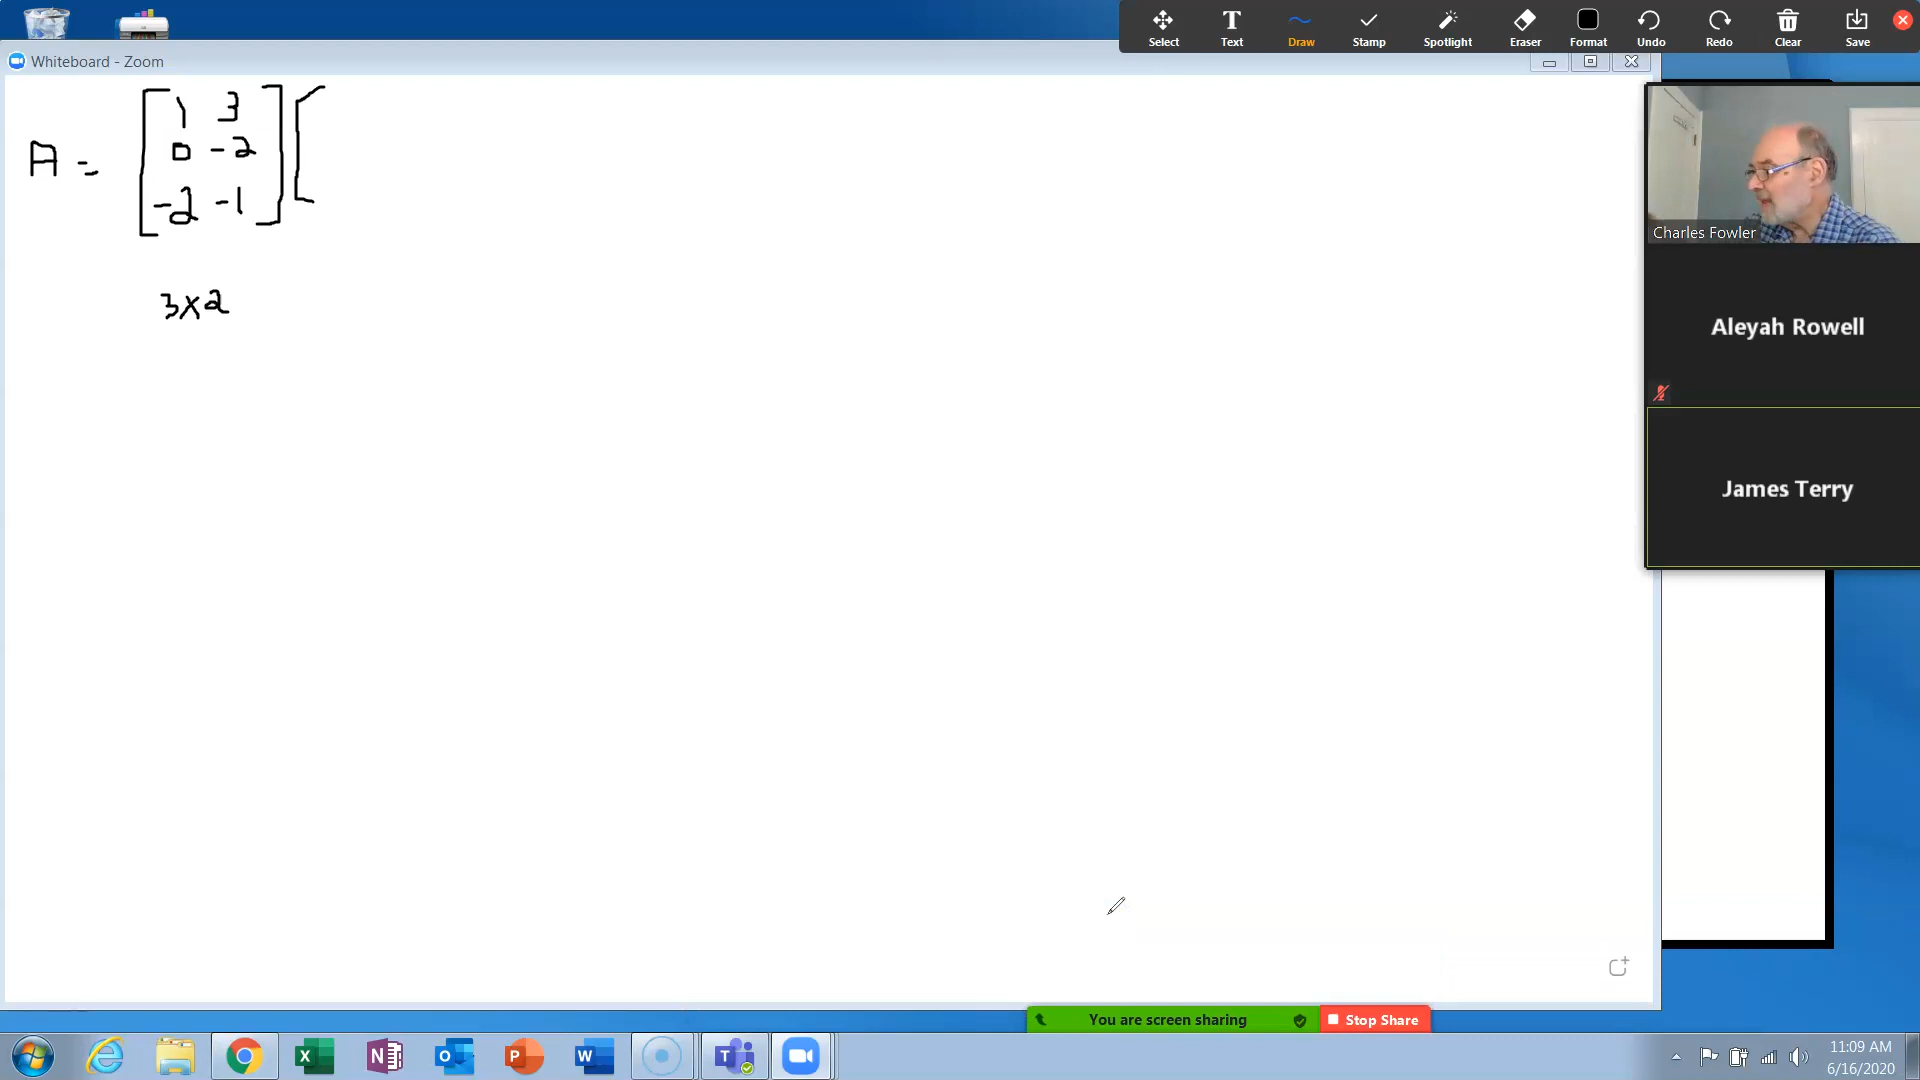 Select Text Draw Stamp Spotlight Eraser Format Undo Redo Clear Save
Whiteboard - Zoom
A = [ 1 3 ] [
0 -2
-2 -1
3x2
Charles Fowler
Aleyah Rowell
James Terry
You are screen sharing Stop Share
11:09 AM
6/16/2020